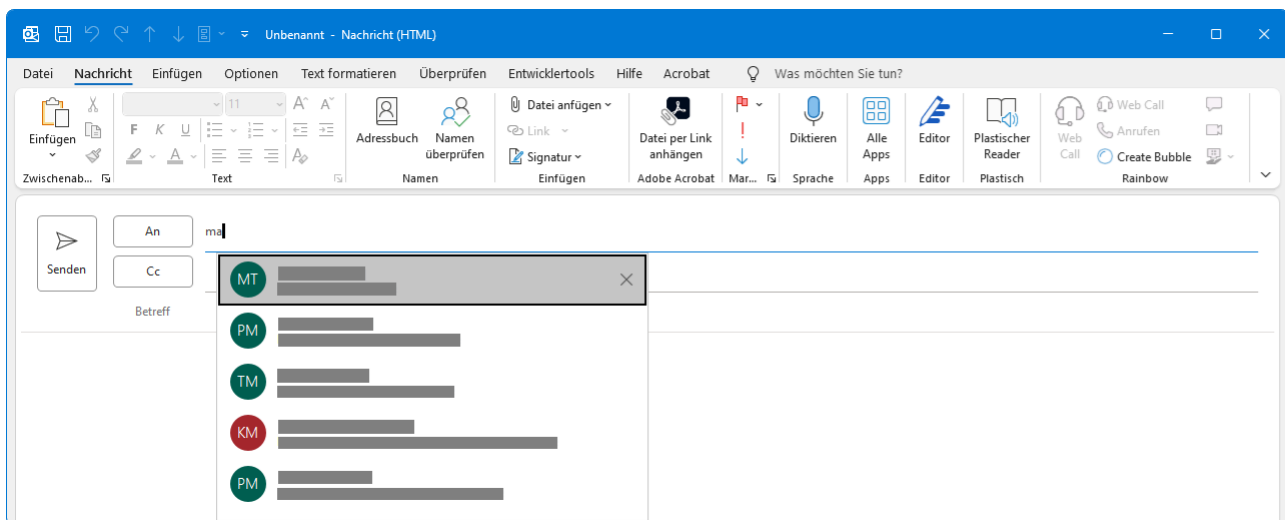 Unbenannt - Nachricht (HTML)
Datei Nachricht Einfügen Optionen Text formatieren Überprüfen Entwicklertools Hilfe Acrobat Was möchten Sie tun?
Einfügen
11
F K U
A
Zwischenab...
Text
Adressbuch
Namen überprüfen
Namen
Datei anfügen
Link
Signatur
Einfügen
Datei per Link anhängen
Adobe Acrobat
Mar...
Diktieren
Sprache
Alle Apps
Apps
Editor
Editor
Plastischer Reader
Plastisch
Web Call
Web Call
Anrufen
Create Bubble
Rainbow
Senden
An
ma
Cc
Betreff
MT
PM
TM
KM
PM